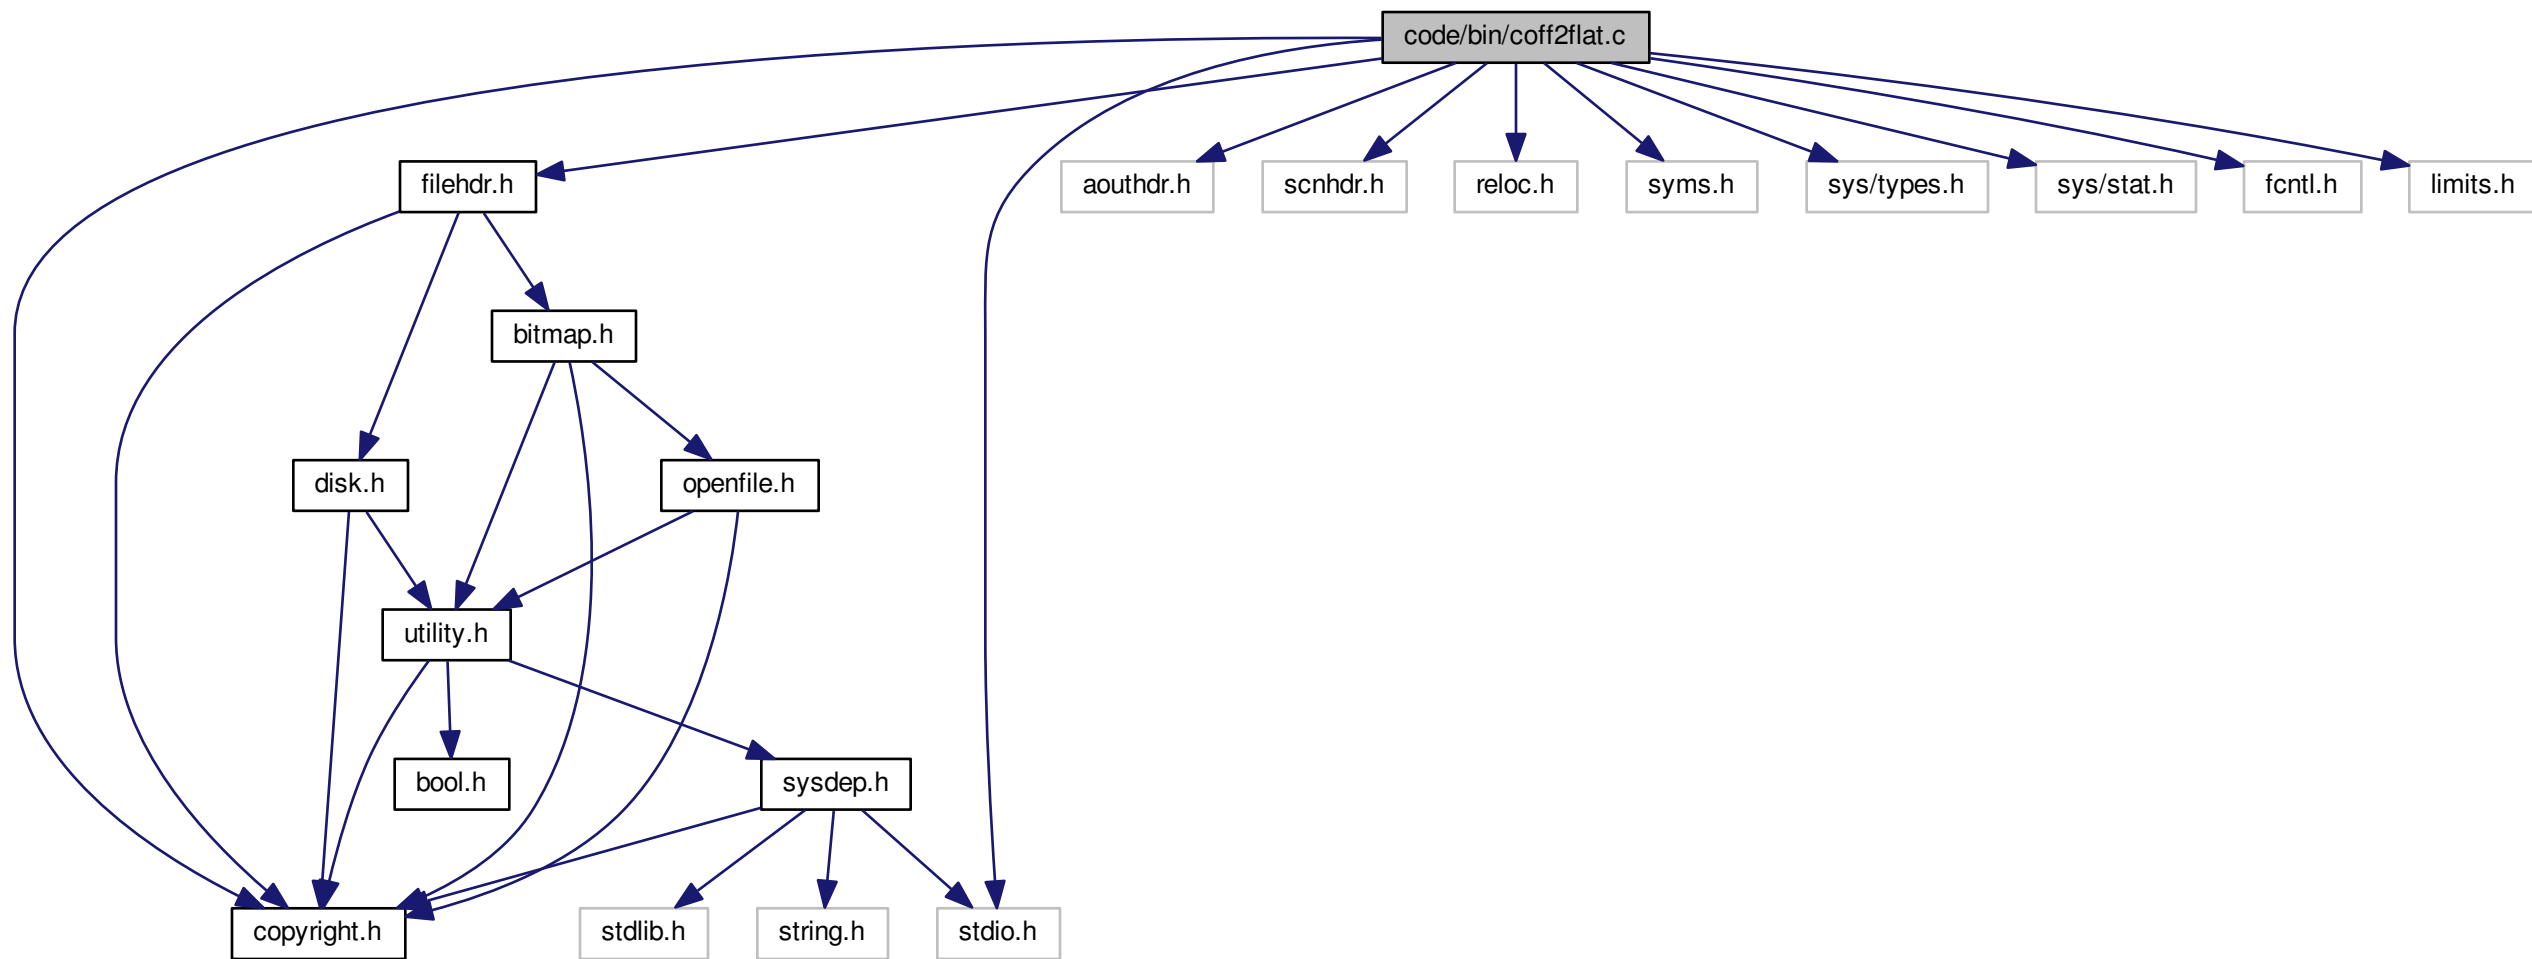 code/bin/coff2flat.c
filehdr.h
aouthdr.h
scnhdr.h
reloc.h
syms.h
sys/types.h
sys/stat.h
fcntl.h
limits.h
bitmap.h
disk.h
openfile.h
utility.h
bool.h
sysdep.h
copyright.h
stdlib.h
string.h
stdio.h